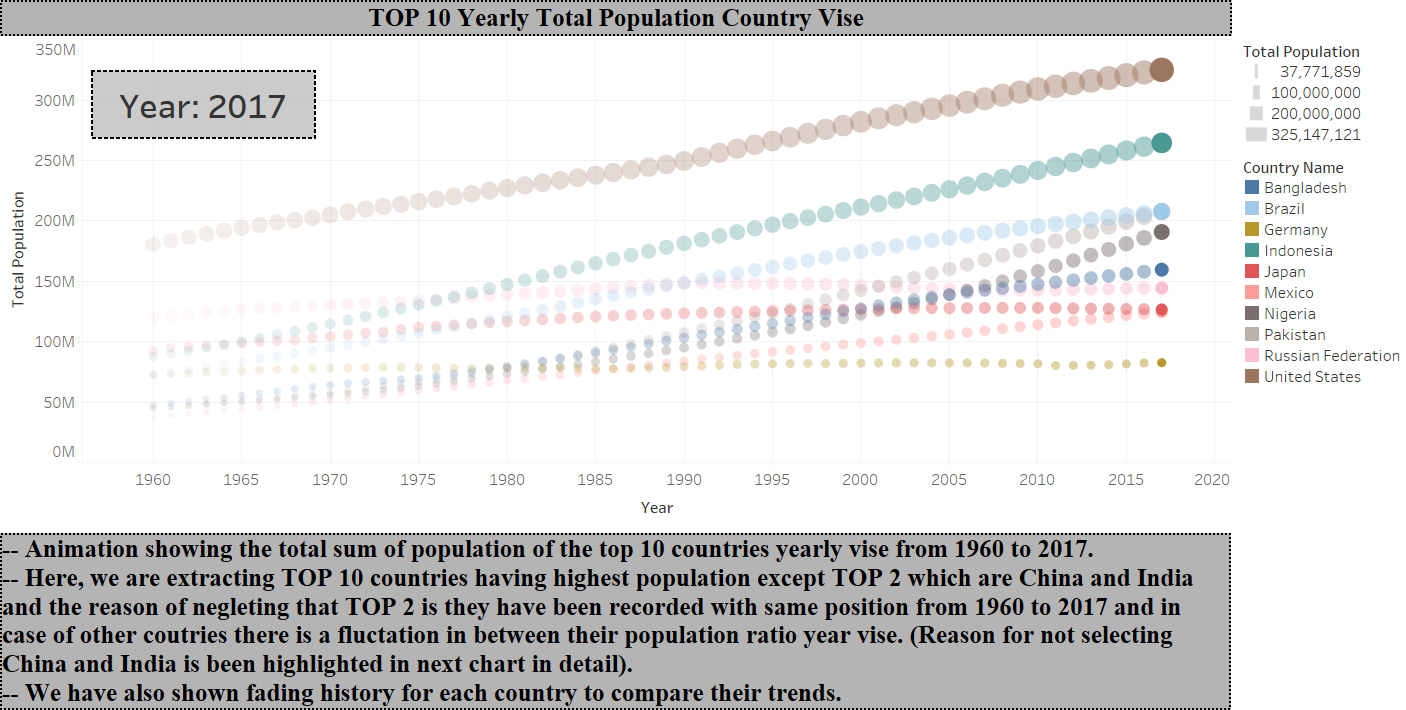 TOP 10 Yearly Total Population Country Vise
350M
300M
250M
200M
150M
100M
50M
0M
Total Population
Year: 2017
1960 1965 1970 1975 1980 1985 1990 1995 2000 2005 2010 2015 2020
Year
Total Population
37,771,859
100,000,000
200,000,000
325,147,121
Country Name
Bangladesh
Brazil
Germany
Indonesia
Japan
Mexico
Nigeria
Pakistan
Russian Federation
United States
-- Animation showing the total sum of population of the top 10 countries yearly vise from 1960 to 2017.
-- Here, we are extracting TOP 10 countries having highest population except TOP 2 which are China and India
and the reason of negleting that TOP 2 is they have been recorded with same position from 1960 to 2017 and in
case of other coutries there is a fluctation in between their population ratio year vise. (Reason for not selecting
China and India is been highlighted in next chart in detail).
-- We have also shown fading history for each country to compare their trends.